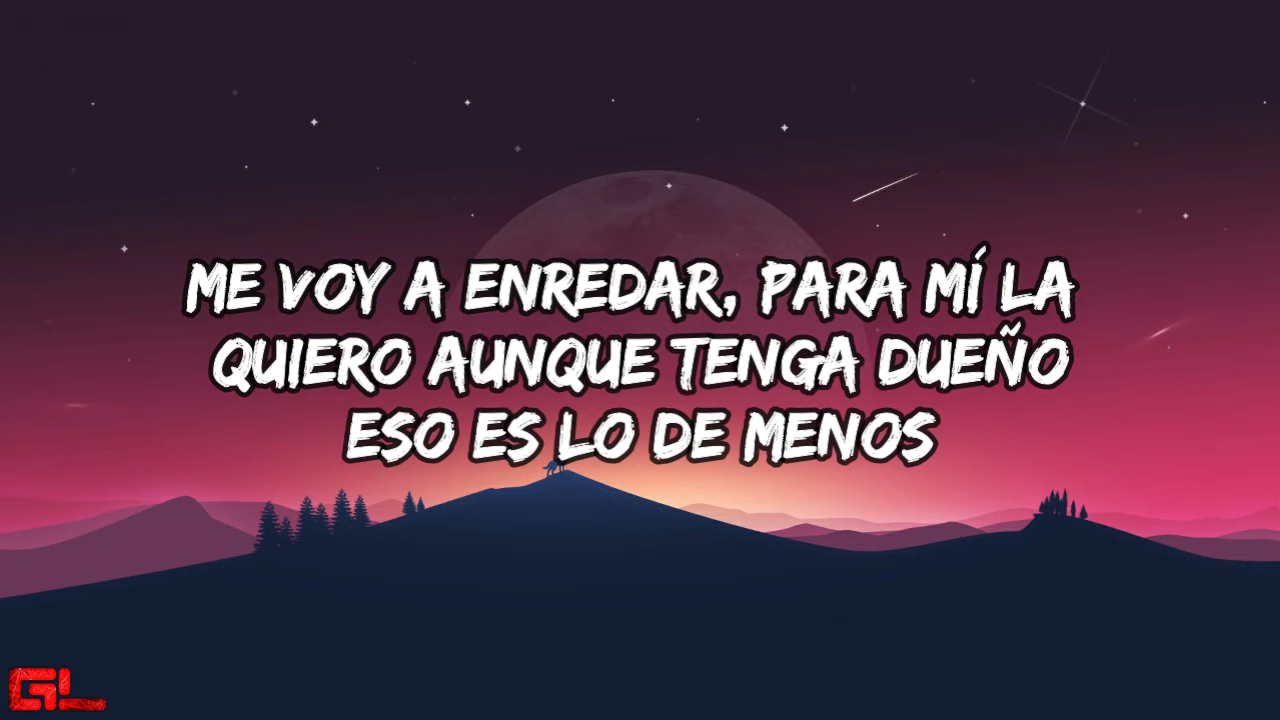 ME VOY A ENREDAR, PARA MÍ LA
QUIERO AUNQUE TENGA DUEÑO
ESO ES LO DE MENOS
GL